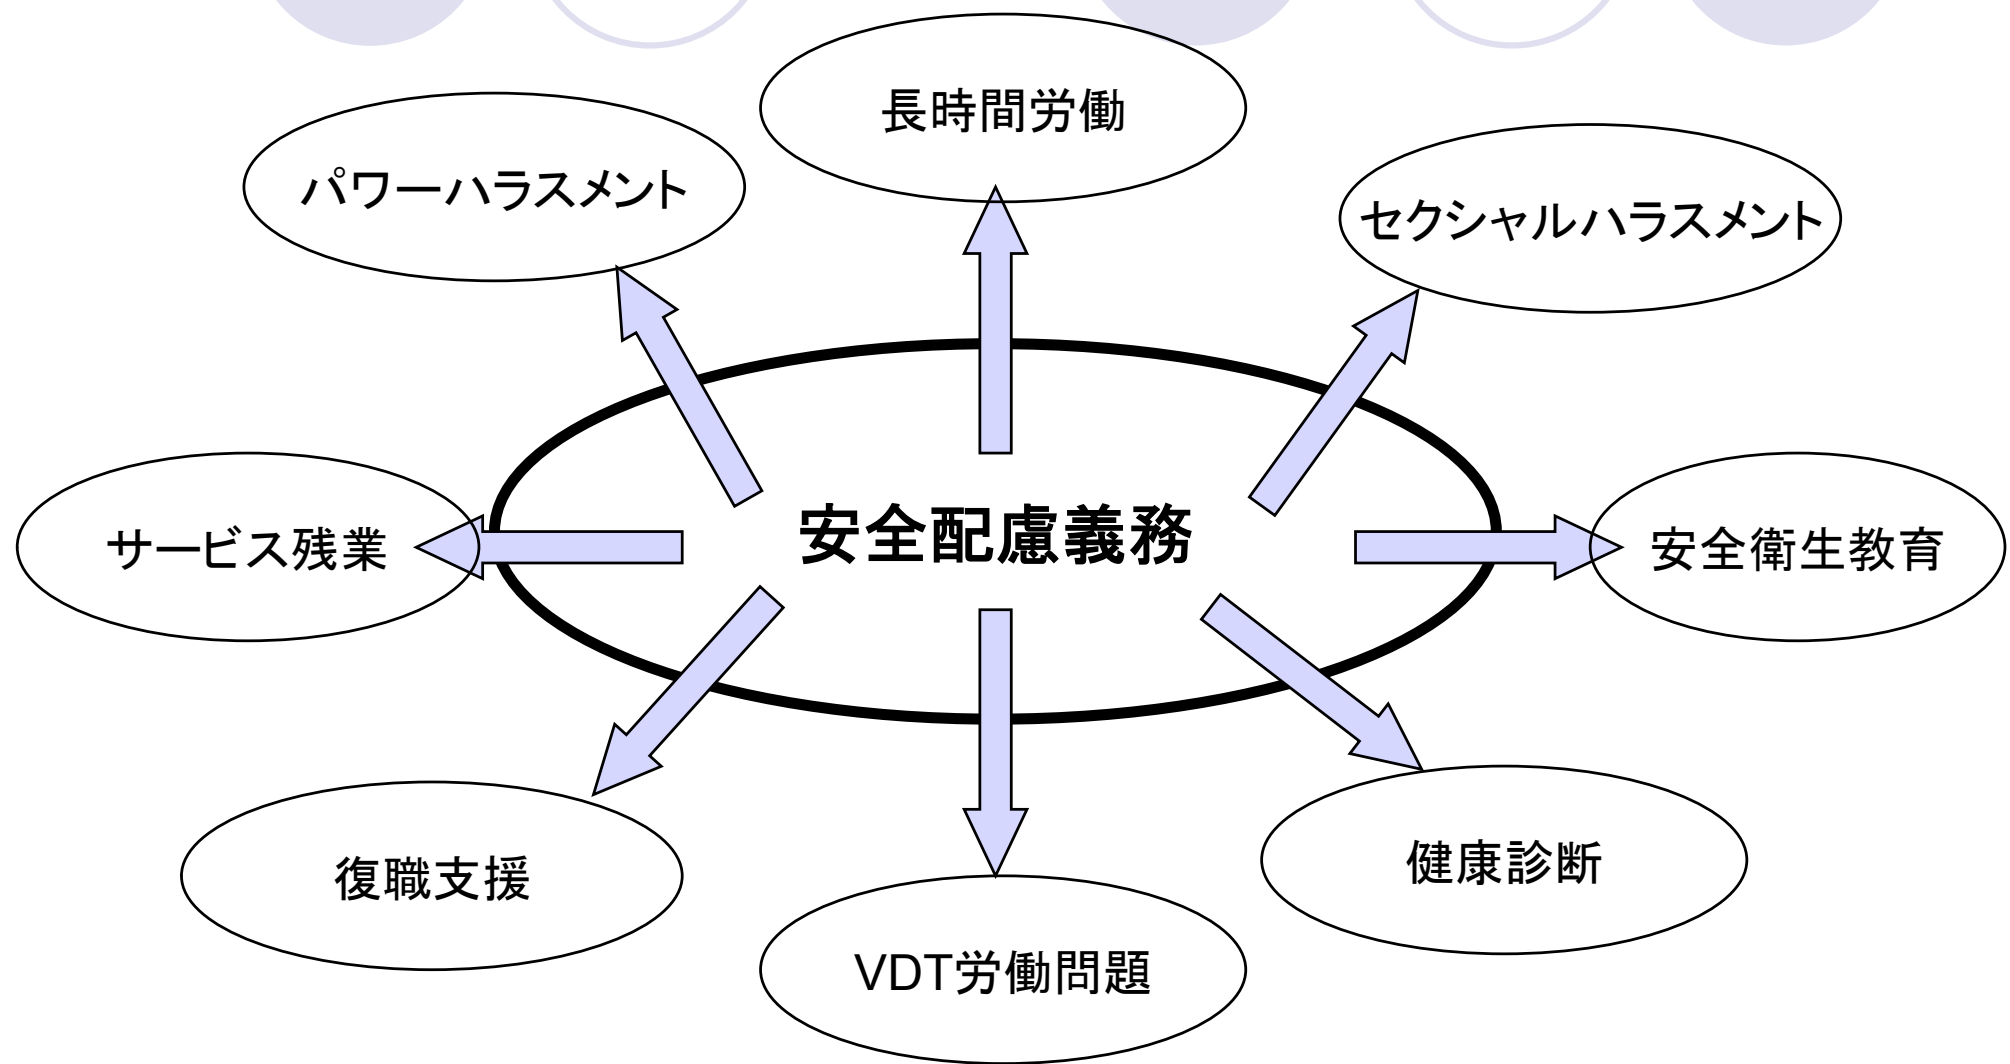 長時間労働
パワーハラスメント
セクシャルハラスメント
安全配慮義務
サービス残業
安全衛生教育
復職支援
健康診断
VDT労働問題